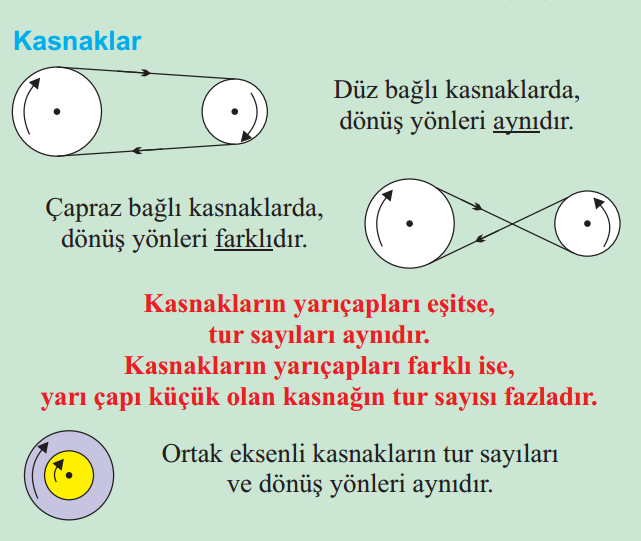 Kasnaklar
Düz bağlı kasnaklarda,
dönüş yönleri aynıdır.
Çapraz bağlı kasnaklarda,
dönüş yönleri farklıdır.
Kasnakların yarıçapları eşitse,
tur sayıları aynıdır.
Kasnakların yarıçapları farklı ise,
yarı çapı küçük olan kasnağın tur sayısı fazladır.
Ortak eksenli kasnakların tur sayıları
ve dönüş yönleri aynıdır.